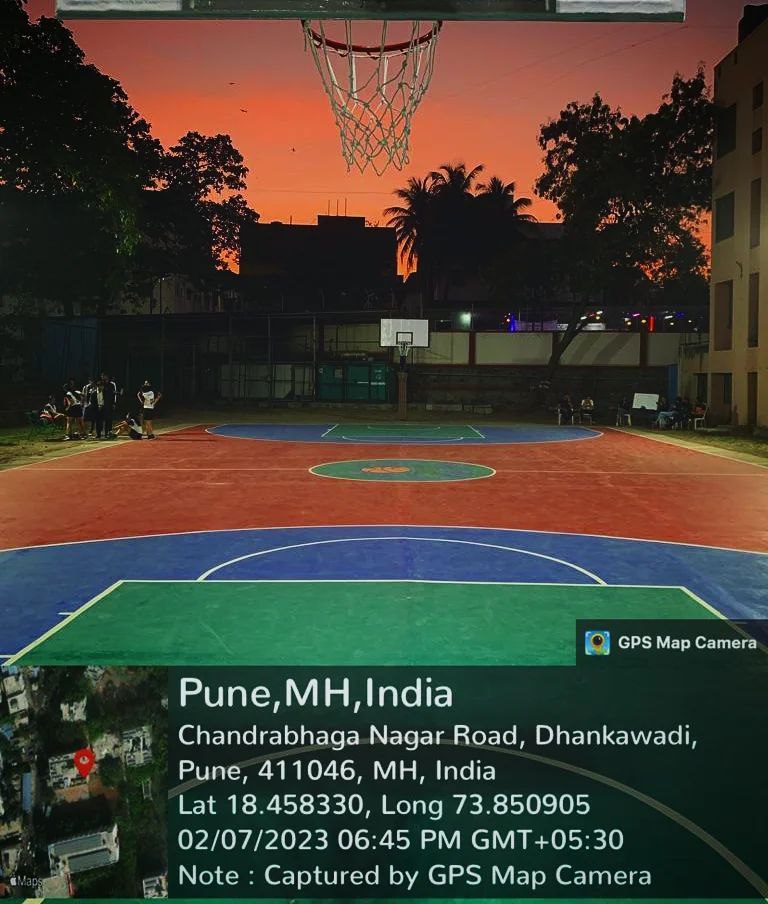 GPS Map Camera
Pune,MH,India
Chandrabhaga Nagar Road, Dhankawadi,
Pune, 411046, MH, India
Lat 18.458330, Long 73.850905
02/07/2023 06:45 PM GMT+05:30
Note : Captured by GPS Map Camera
Maps